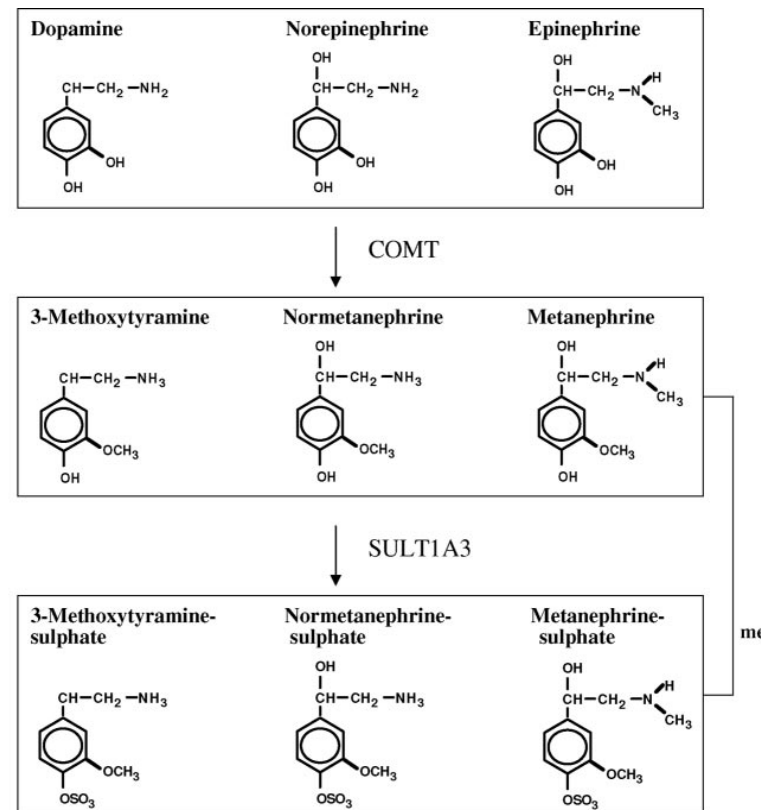 Dopamine Norepinephrine Epinephrine
OH OH
CH–CH₂–NH₂ CH–CH₂–NH₂ CH–CH₂–N H
CH₃
OH OH OH
OH OH OH
COMT
3-Methoxytyramine Normetanephrine Metanephrine
OH OH
CH–CH₂–NH₃ CH–CH₂–NH₃ CH–CH₂–N H
CH₃
OCH₃ OCH₃ OCH₃
OH OH OH
SULT1A3
3-Methoxytyramine- Normetanephrine- Metanephrine-
sulphate sulphate sulphate
me
OH OH
CH–CH₂–NH₃ CH–CH₂–NH₃ CH–CH₂–N H
CH₃
OCH₃ OCH₃ OCH₃
OSO₃ OSO₃ OSO₃